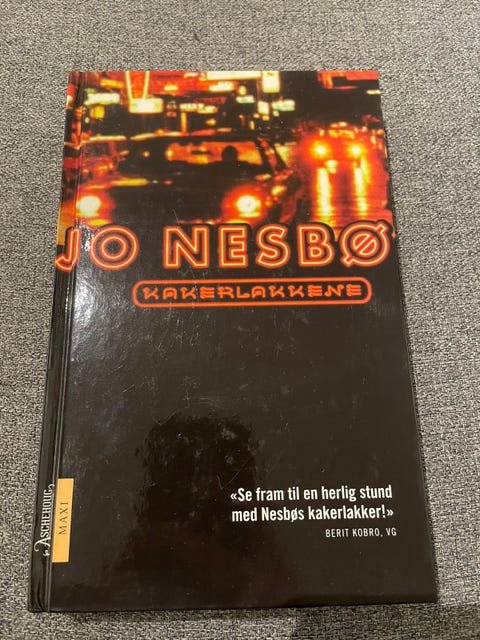 JO NESBØ
KAKERLAKKENE
«Se fram til en herlig stund
med Nesbøs kakerlakker!»
BERIT KOBRO, VG
ASCHEHOUG
MAXI